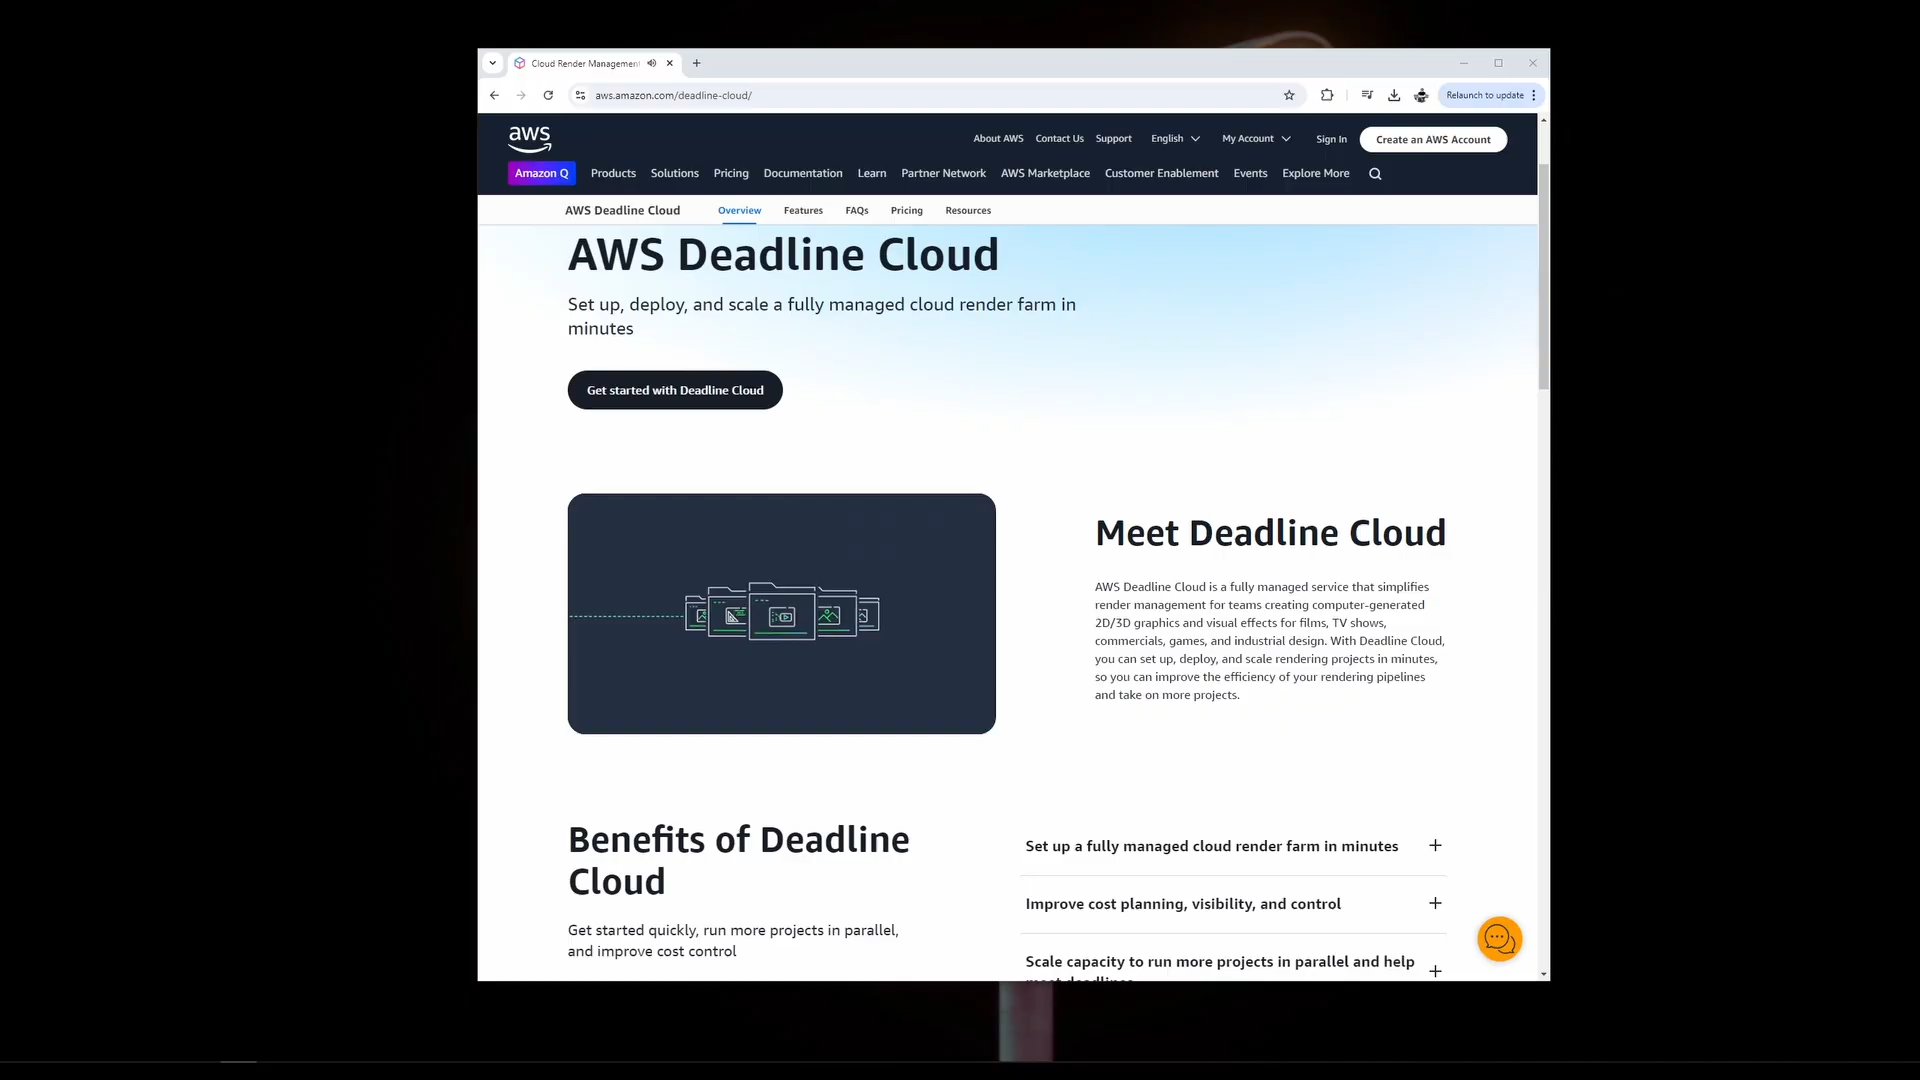 Cloud Render Management
aws.amazon.com/deadline-cloud/
Relaunch to update
aws
About AWS Contact Us Support English My Account Sign In Create an AWS Account
Amazon Q Products Solutions Pricing Documentation Learn Partner Network AWS Marketplace Customer Enablement Events Explore More
AWS Deadline Cloud Overview Features FAQs Pricing Resources
AWS Deadline Cloud
Set up, deploy, and scale a fully managed cloud render farm in
minutes
Get started with Deadline Cloud
Meet Deadline Cloud
AWS Deadline Cloud is a fully managed service that simplifies
render management for teams creating computer-generated
2D/3D graphics and visual effects for films, TV shows,
commercials, games, and industrial design. With Deadline Cloud,
you can set up, deploy, and scale rendering projects in minutes,
so you can improve the efficiency of your rendering pipelines
and take on more projects.
Benefits of Deadline
Cloud
Get started quickly, run more projects in parallel,
and improve cost control
Set up a fully managed cloud render farm in minutes
Improve cost planning, visibility, and control
Scale capacity to run more projects in parallel and help
meet deadlines